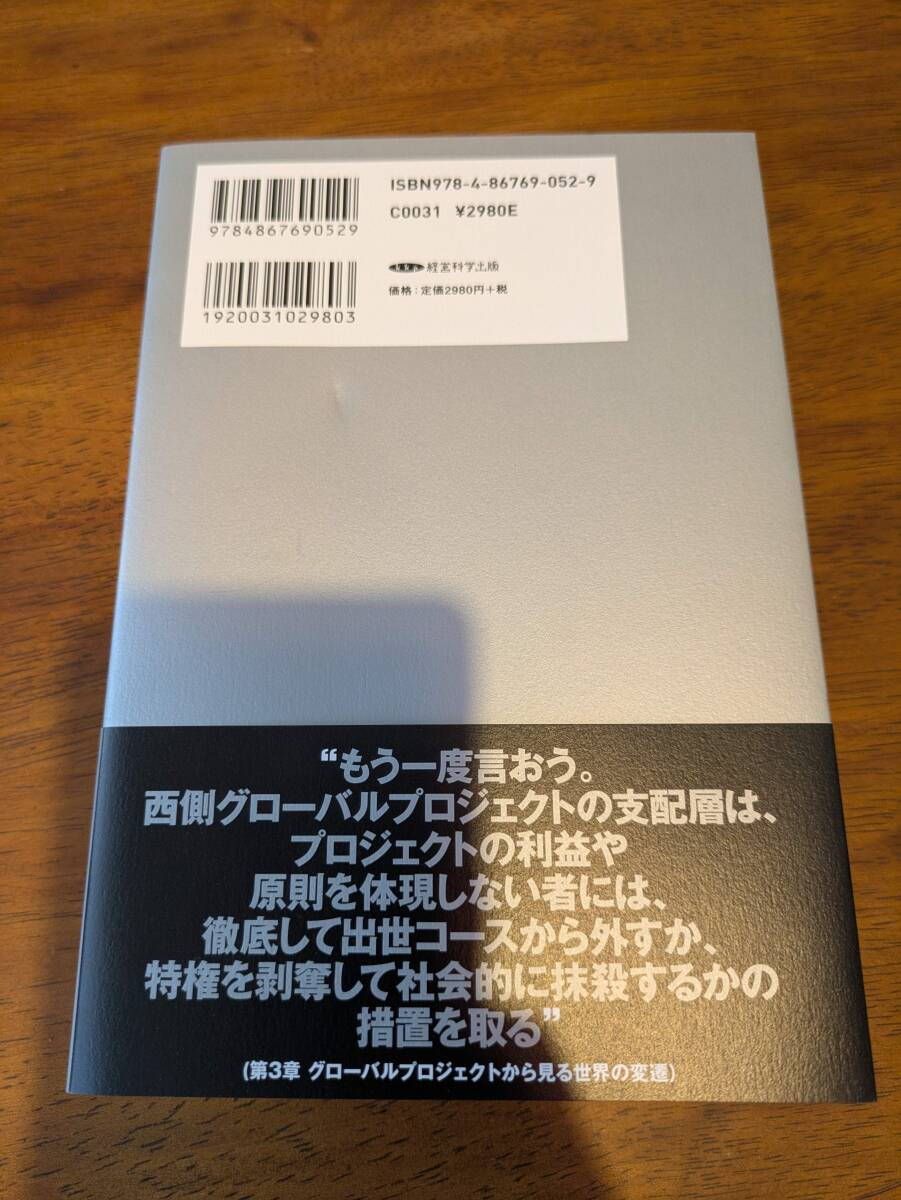 ISBN978-4-86769-052-9
C0031 ¥2980E
9784867690529
経営科学出版
価格：定価2980円+税
1920031029803
“もう一度言おう。
西側グローバルプロジェクトの支配層は、
プロジェクトの利益や
原則を体現しない者には、
徹底して出世コースから外すか、
特権を剥奪して社会的に抹殺するかの
措置を取る”
(第3章 グローバルプロジェクトから見る世界の変遷)